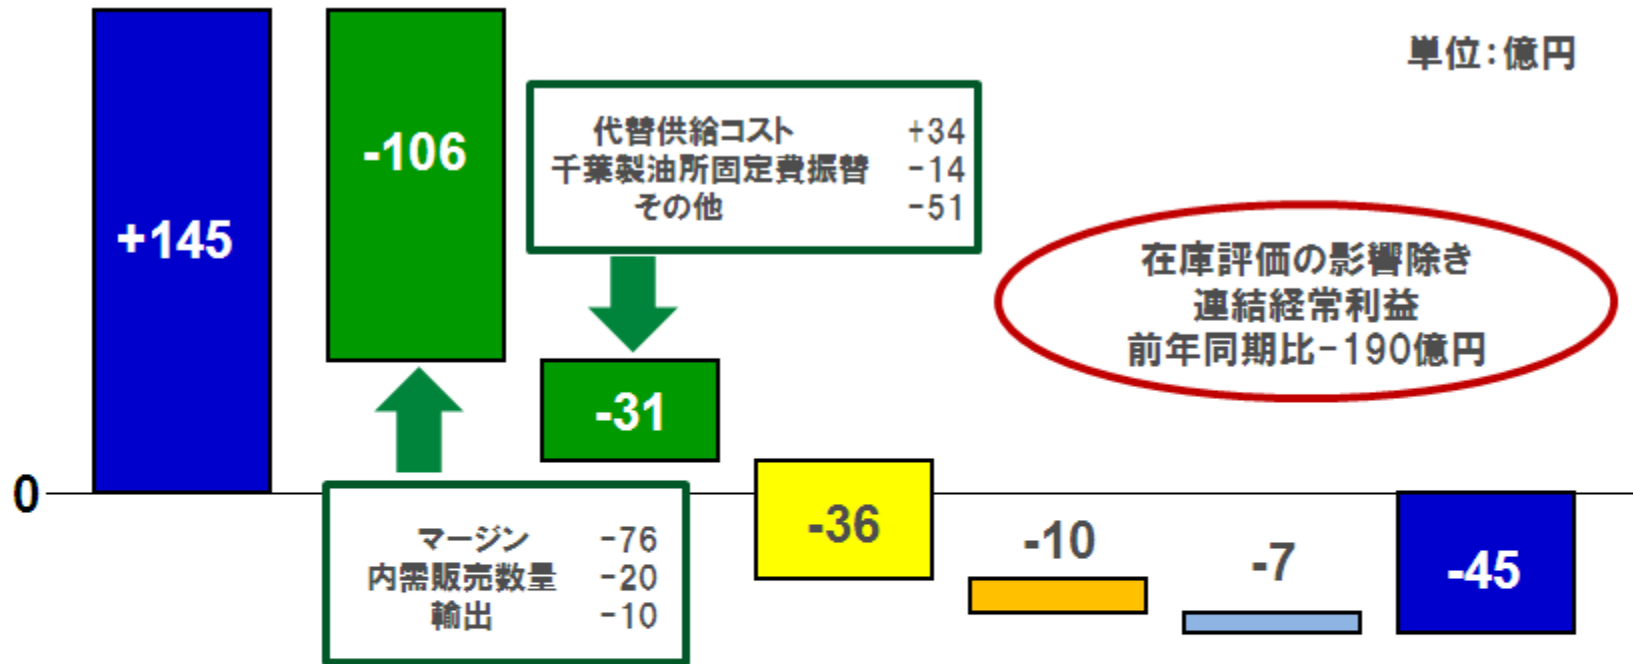 単位：億円
+145
-106
代替供給コスト +34
千葉製油所固定費振替 -14
その他 -51
在庫評価の影響除き
連結経常利益
前年同期比-190億円
-31
0
マージン -76
内需販売数量 -20
輸出 -10
-36
-10
-7
-45